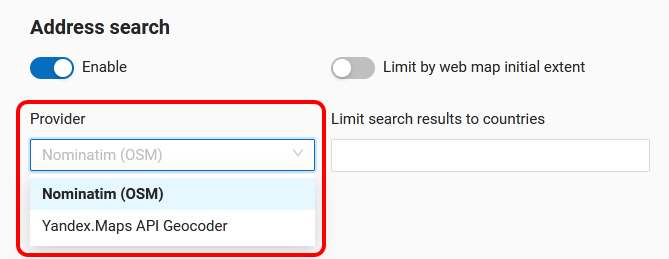 Address search
Enable
Limit by web map initial extent
Provider
Limit search results to countries
Nominatim (OSM)
Nominatim (OSM)
Yandex.Maps API Geocoder